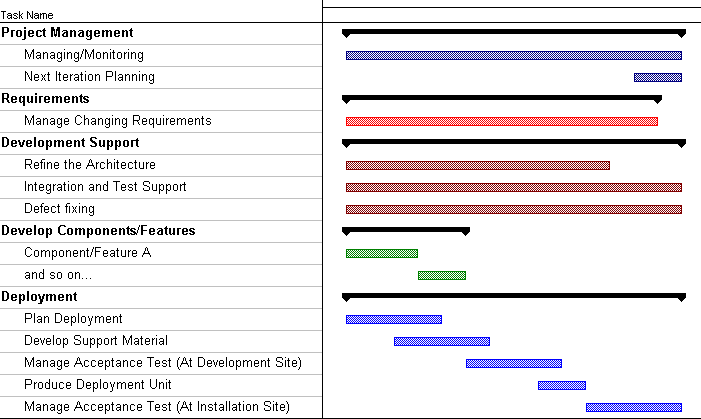 Task Name
Project Management
Managing/Monitoring
Next Iteration Planning
Requirements
Manage Changing Requirements
Development Support
Refine the Architecture
Integration and Test Support
Defect fixing
Develop Components/Features
Component/Feature A
and so on...
Deployment
Plan Deployment
Develop Support Material
Manage Acceptance Test (At Development Site)
Produce Deployment Unit
Manage Acceptance Test (At Installation Site)